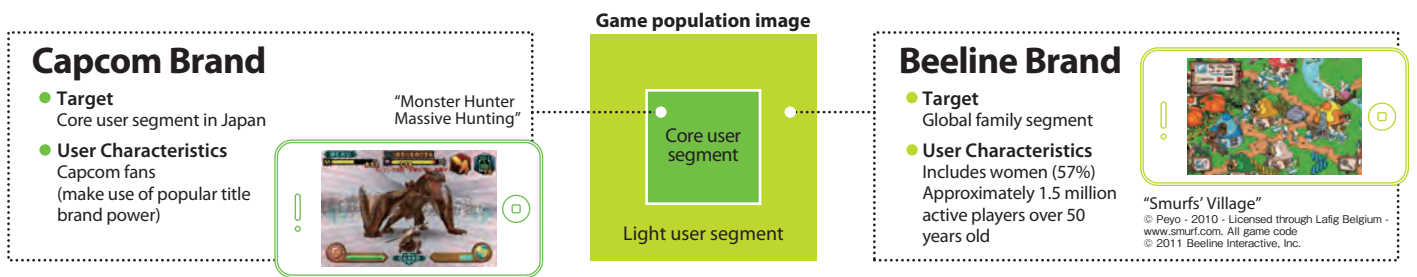 Game population image
Capcom Brand
Target
Core user segment in Japan
User Characteristics
Capcom fans
(make use of popular title
brand power)
“Monster Hunter
Massive Hunting”
Core user
segment
Light user segment
Beeline Brand
Target
Global family segment
User Characteristics
Includes women (57%)
Approximately 1.5 million
active players over 50
years old
“Smurfs’ Village”
© Peyo - 2010 - Licensed through Lafig Belgium -
www.smurf.com. All game code
© 2011 Beeline Interactive, Inc.